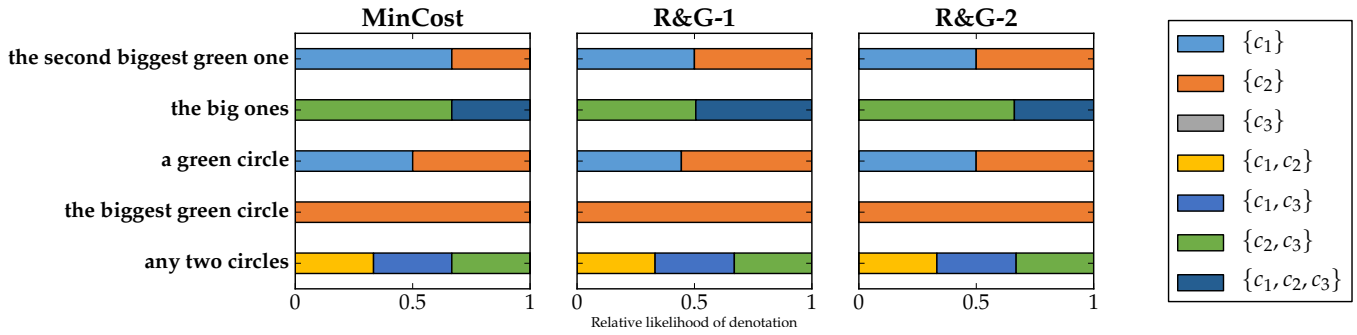 MinCost R&G-1 R&G-2
the second biggest green one
the big ones
a green circle
the biggest green circle
any two circles
0 0.5 1 0 0.5 1 0 0.5 1
Relative likelihood of denotation
{c₁}
{c₂}
{c₃}
{c₁, c₂}
{c₁, c₃}
{c₂, c₃}
{c₁, c₂, c₃}